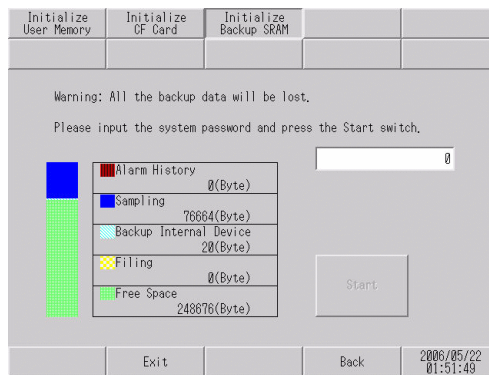 Initialize User Memory
Initialize CF Card
Initialize Backup SRAM
Warning: All the backup data will be lost.
Please input the system password and press the Start switch.
0
Alarm History
0(Byte)
Sampling
76664(Byte)
Backup Internal Device
20(Byte)
Filing
0(Byte)
Free Space
248676(Byte)
Start
Exit
Back
2006/05/22
01:51:49